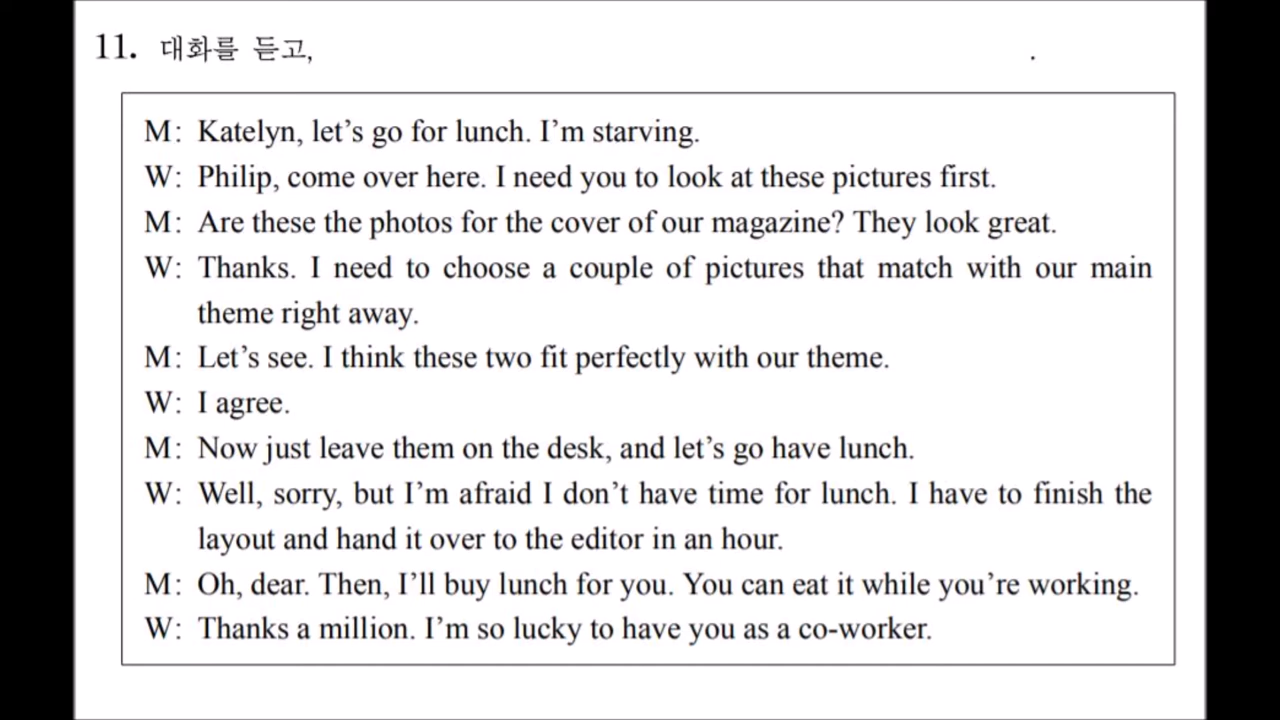 11. 대화를 듣고, .
M: Katelyn, let’s go for lunch. I’m starving.
W: Philip, come over here. I need you to look at these pictures first.
M: Are these the photos for the cover of our magazine? They look great.
W: Thanks. I need to choose a couple of pictures that match with our main
theme right away.
M: Let’s see. I think these two fit perfectly with our theme.
W: I agree.
M: Now just leave them on the desk, and let’s go have lunch.
W: Well, sorry, but I’m afraid I don’t have time for lunch. I have to finish the
layout and hand it over to the editor in an hour.
M: Oh, dear. Then, I’ll buy lunch for you. You can eat it while you’re working.
W: Thanks a million. I’m so lucky to have you as a co-worker.